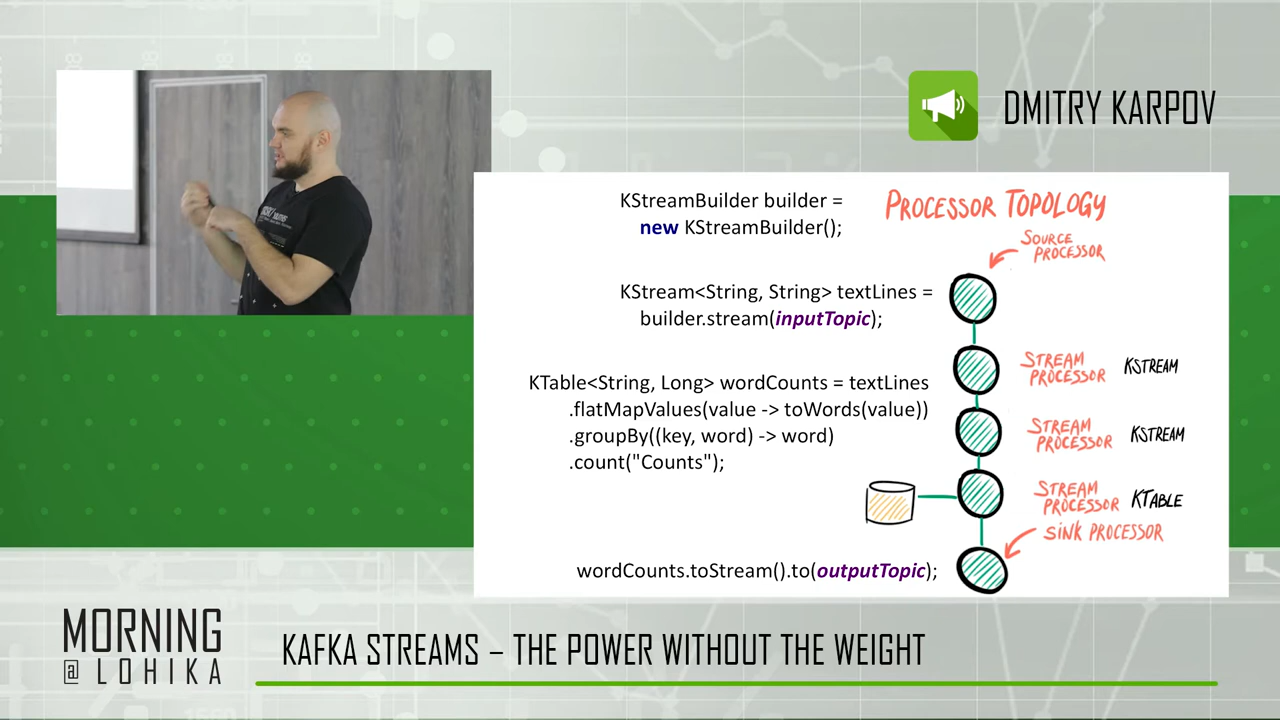 DMITRY KARPOV
KStreamBuilder builder =
new KStreamBuilder();
PROCESSOR TOPOLOGY
SOURCE
PROCESSOR
KStream<String, String> textLines =
builder.stream(inputTopic);
STREAM
PROCESSOR
KSTREAM
KTable<String, Long> wordCounts = textLines
.flatMapValues(value -> toWords(value))
.groupBy((key, word) -> word)
.count("Counts");
STREAM
PROCESSOR
KSTREAM
STREAM
PROCESSOR
KTABLE
SINK PROCESSOR
wordCounts.toStream().to(outputTopic);
MORNING
@ LOHIKA
KAFKA STREAMS – THE POWER WITHOUT THE WEIGHT